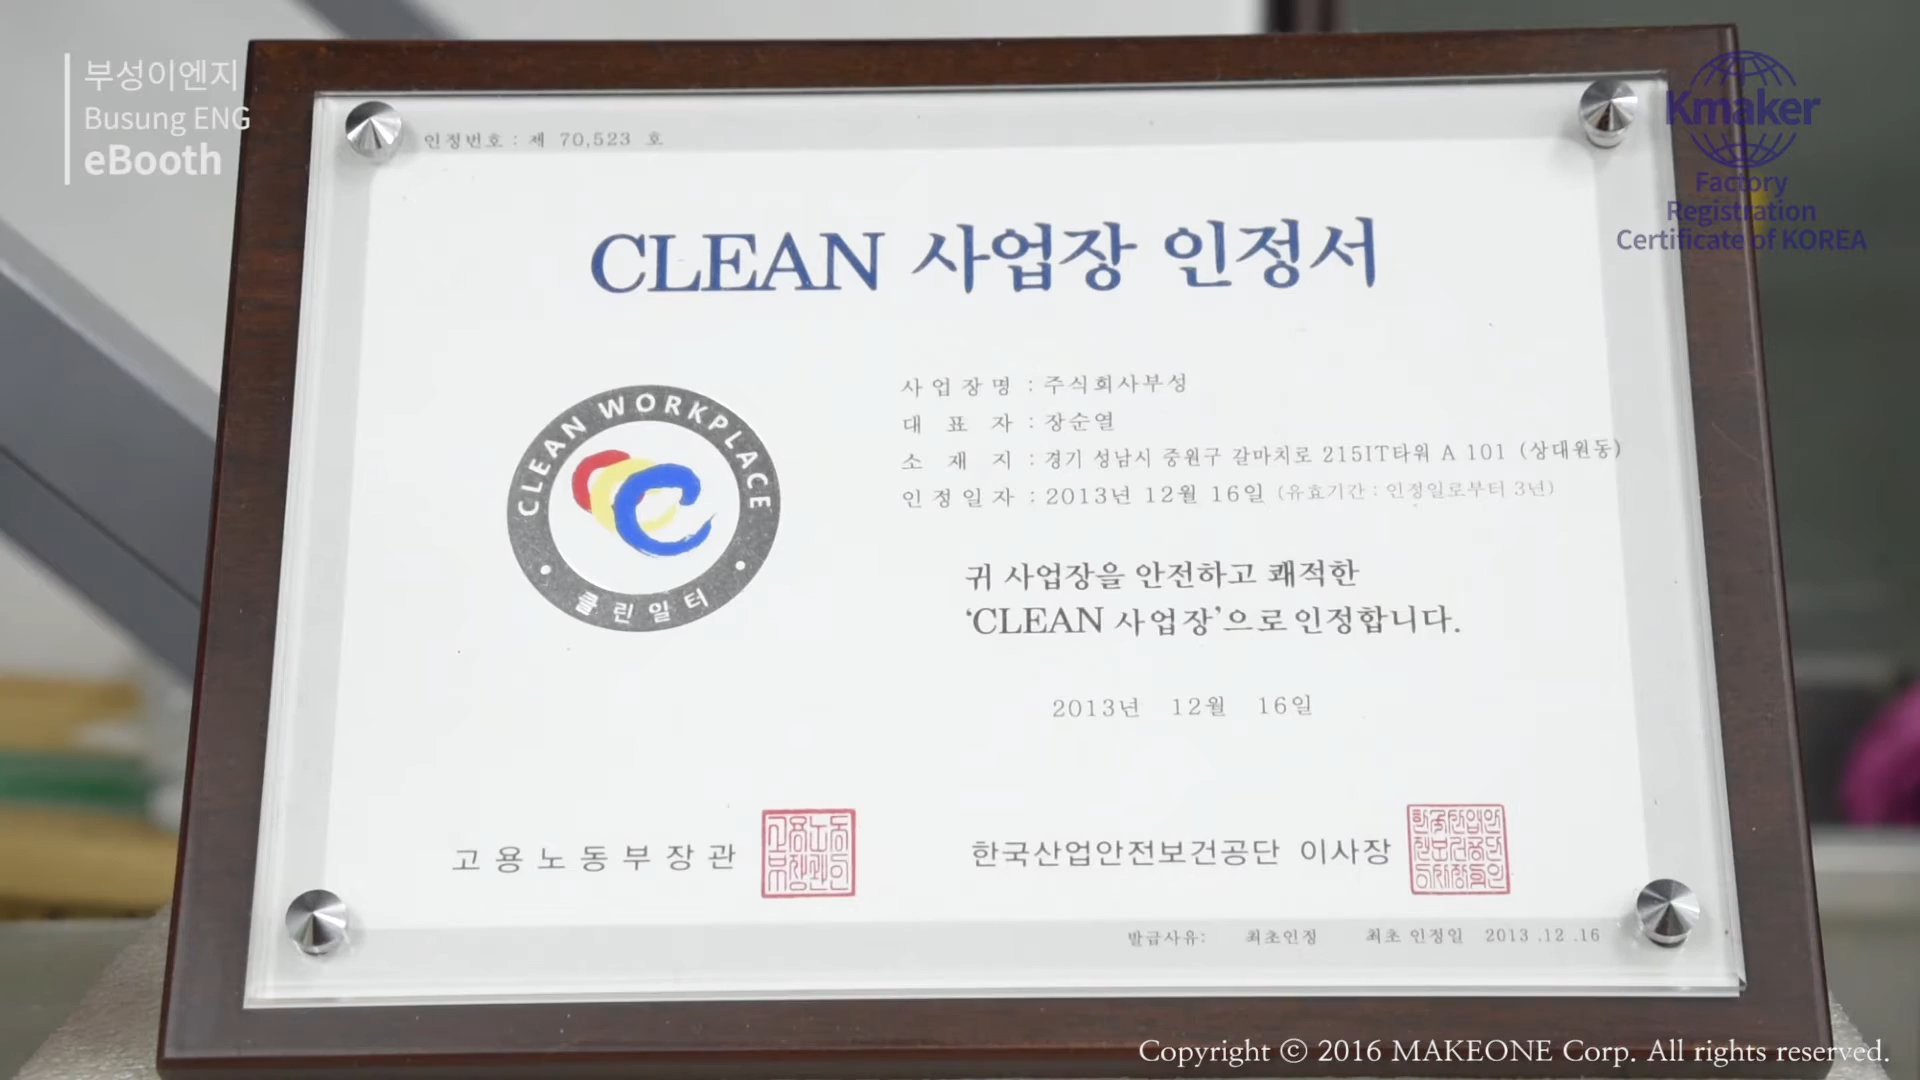 부성이엔지
Busung ENG
eBooth
Kmaker
Factory
Registration
Certificate of KOREA
인정번호 : 제 70,523 호
CLEAN 사업장 인정서
CLEAN WORKPLACE
클린일터
사업장명 : 주식회사부성
대표자 : 장순열
소재지 : 경기 성남시 중원구 갈마치로 215IT타워 A 101 (상대원동)
인정일자 : 2013년 12월 16일 (유효기간 : 인정일로부터 3년)
귀 사업장을 안전하고 쾌적한
‘CLEAN 사업장’으로 인정합니다.
2013년 12월 16일
고용노동부장관
한국산업안전보건공단 이사장
발급사유: 최초인정 최초 인정일 2013 .12 .16
Copyright © 2016 MAKEONE Corp. All rights reserved.